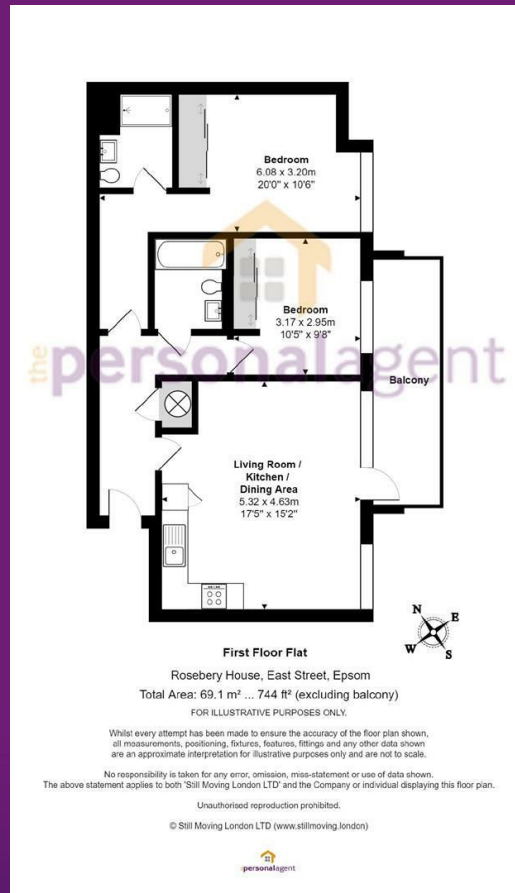 Bedroom
6.08 x 3.20m
20'0" x 10'6"
Bedroom
3.17 x 2.95m
10'5" x 9'8"
the personalagent
Balcony
Living Room /
Kitchen /
Dining Area
5.32 x 4.63m
17'5" x 15'2"
N
E
W
S
First Floor Flat
Rosebery House, East Street, Epsom
Total Area: 69.1 m² ... 744 ft² (excluding balcony)
FOR ILLUSTRATIVE PURPOSES ONLY.
Whilst every attempt has been made to ensure the accuracy of the floor plan shown,
all measurements, positioning, fixtures, features, fittings and any other data shown
are an approximate interpretation for illustrative purposes only and are not to scale.
No responsibility is taken for any error, omission, miss-statement or use of data shown.
The above statement applies to both 'Still Moving London LTD' and the Company or individual displaying this floor plan.
Unauthorised reproduction prohibited.
© Still Moving London LTD (www.stillmoving.london)
the personalagent